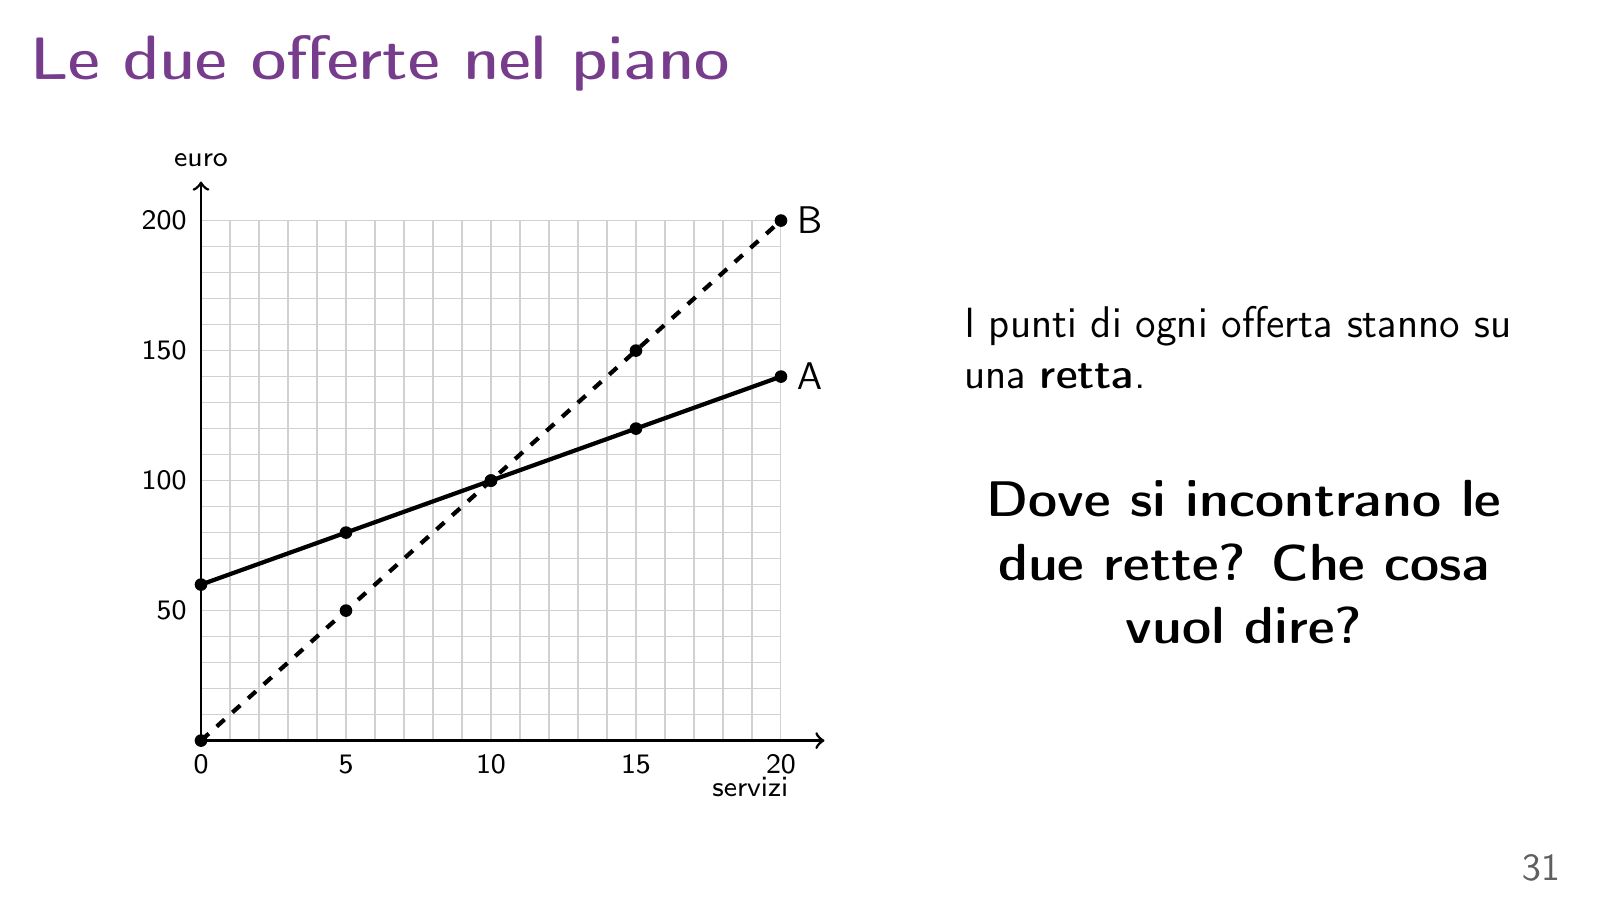 Le due offerte nel piano
euro
200
150
100
50
0 5 10 15 20
servizi
B
A
I punti di ogni offerta stanno su
una retta.
Dove si incontrano le
due rette? Che cosa
vuol dire?
31